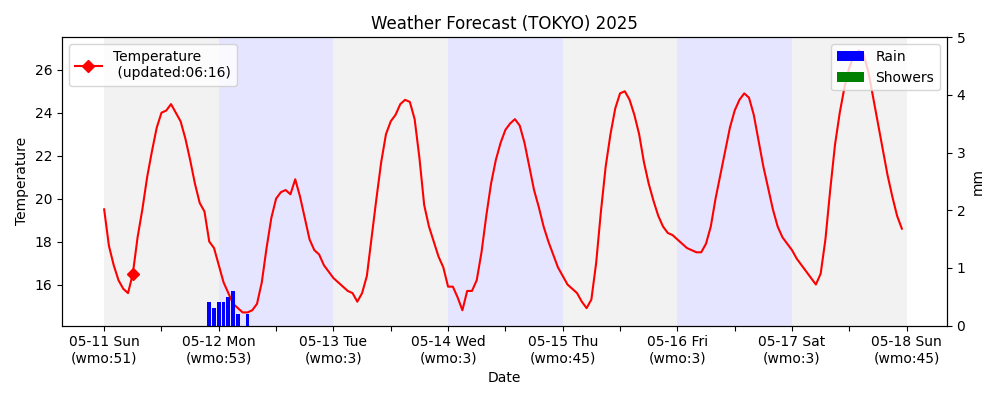 Weather Forecast (TOKYO) 2025
Temperature
(updated:06:16)
Rain
Showers
Temperature
26
24
22
20
18
16
5
4
3
2
1
0
mm
05-11 Sun
(wmo:51)
05-12 Mon
(wmo:53)
05-13 Tue
(wmo:3)
05-14 Wed
(wmo:3)
05-15 Thu
(wmo:45)
05-16 Fri
(wmo:3)
05-17 Sat
(wmo:3)
05-18 Sun
(wmo:45)
Date